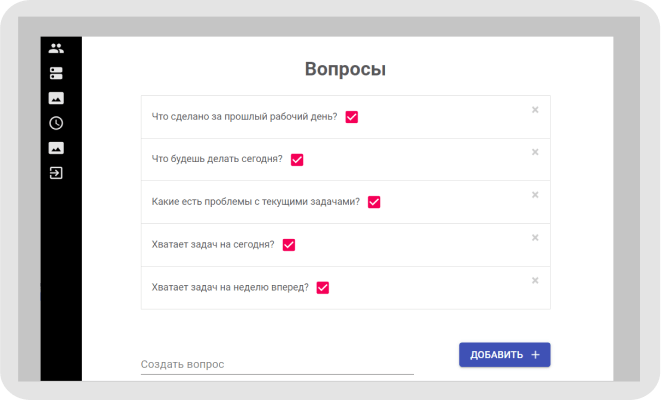 Вопросы
Что сделано за прошлый рабочий день?
Что будешь делать сегодня?
Какие есть проблемы с текущими задачами?
Хватает задач на сегодня?
Хватает задач на неделю вперед?
Создать вопрос
ДОБАВИТЬ +